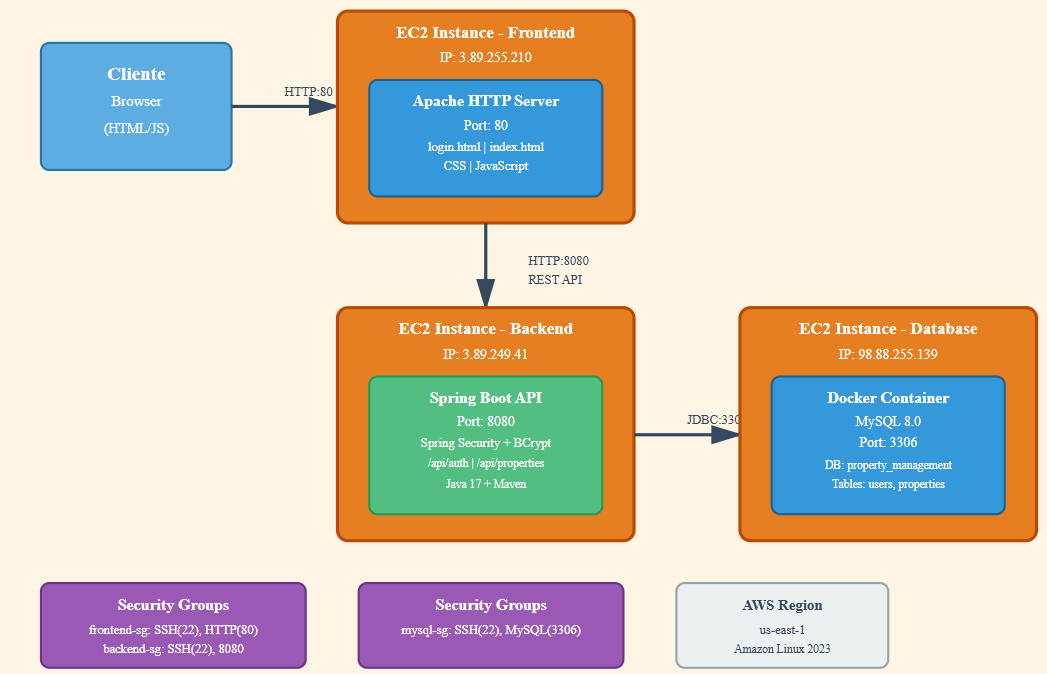 EC2 Instance - Frontend
IP: 3.89.255.210
Cliente
Browser
(HTML/JS)
HTTP:80
Apache HTTP Server
Port: 80
login.html | index.html
CSS | JavaScript
HTTP:8080
REST API
EC2 Instance - Backend
IP: 3.89.249.41
Spring Boot API
Port: 8080
Spring Security + BCrypt
/api/auth | /api/properties
Java 17 + Maven
JDBC:330
EC2 Instance - Database
IP: 98.88.255.139
Docker Container
MySQL 8.0
Port: 3306
DB: property_management
Tables: users, properties
Security Groups
frontend-sg: SSH(22), HTTP(80)
backend-sg: SSH(22), 8080
Security Groups
mysql-sg: SSH(22), MySQL(3306)
AWS Region
us-east-1
Amazon Linux 2023